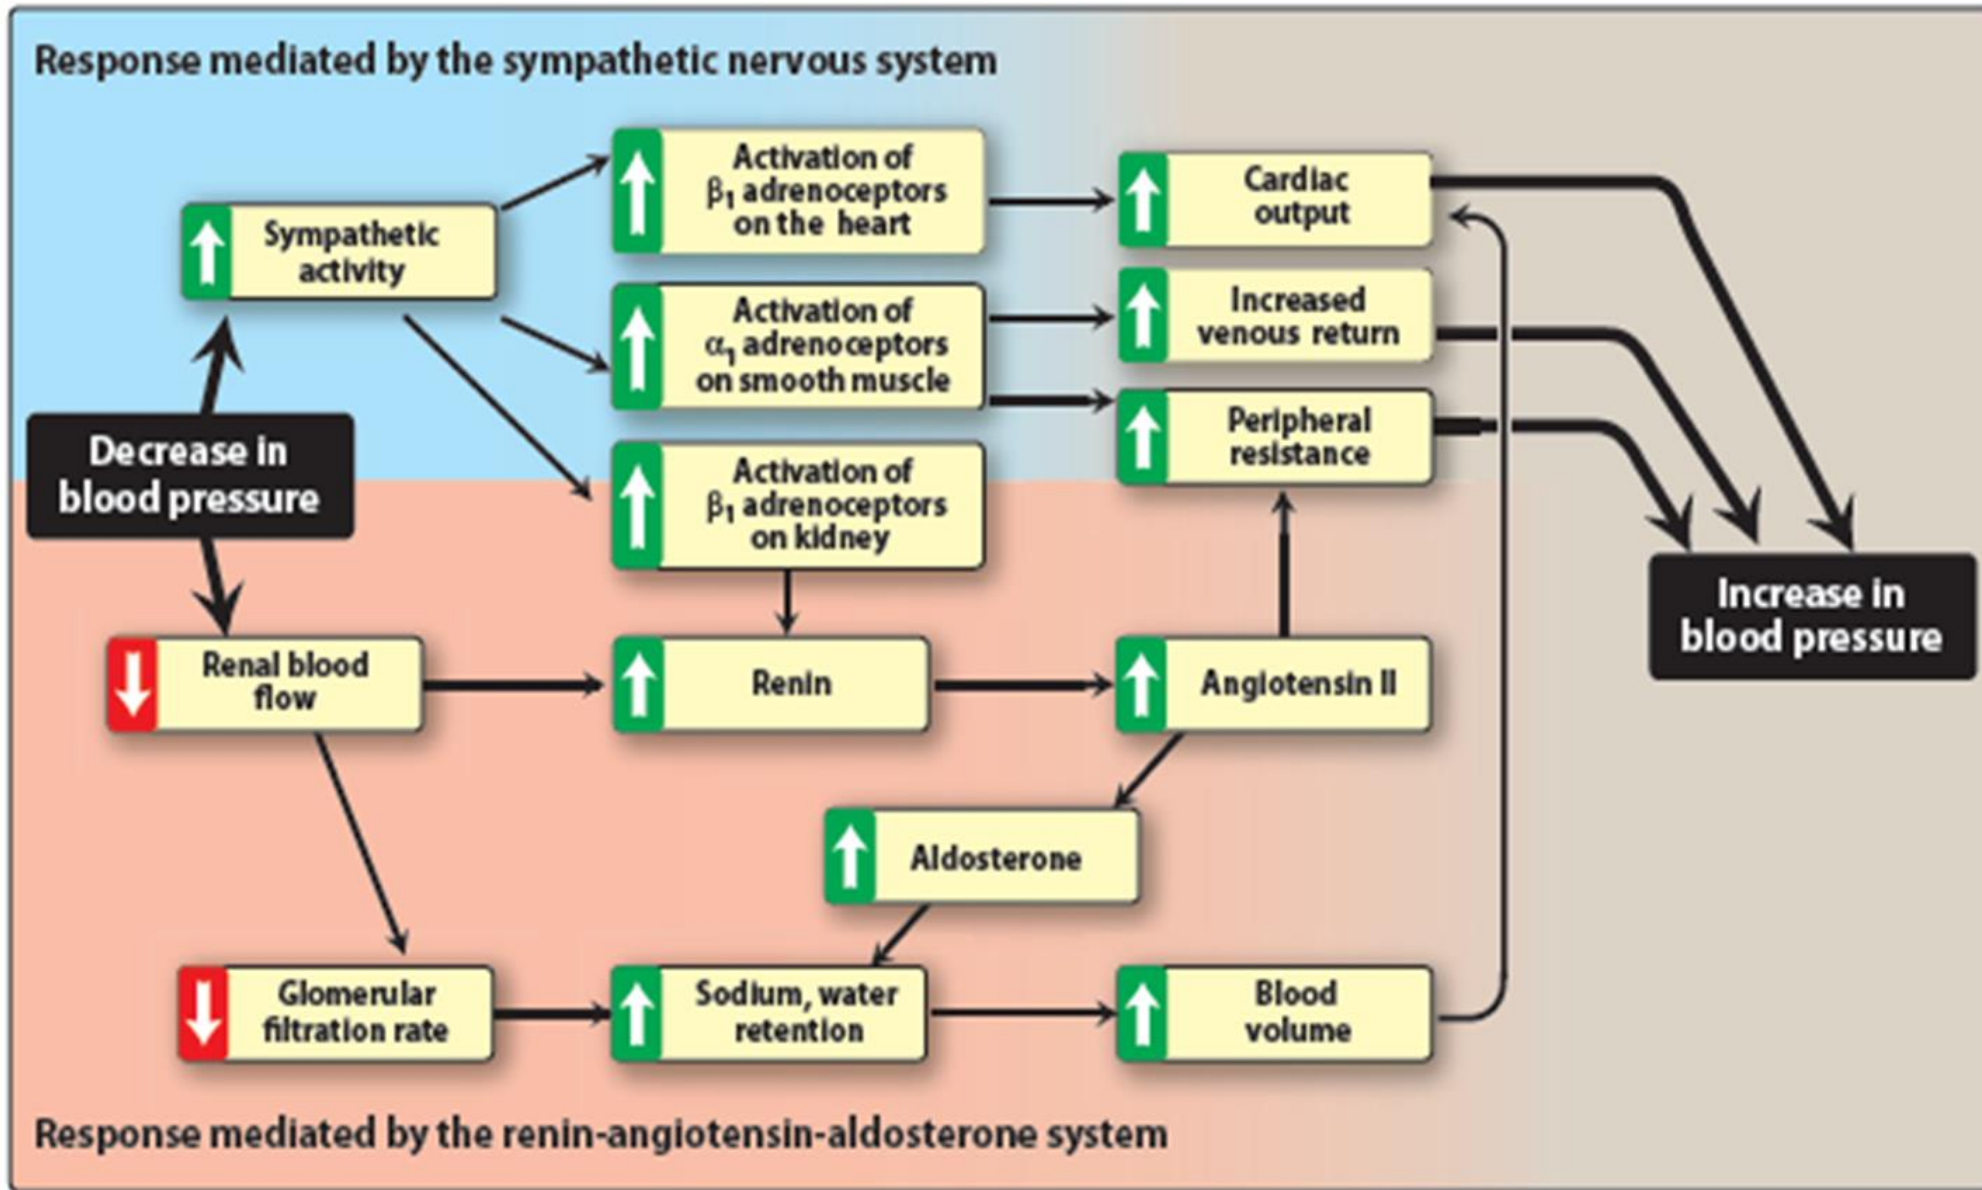 Response mediated by the sympathetic nervous system
Sympathetic
activity
Activation of
β₁ adrenoceptors
on the heart
Cardiac
output
Activation of
α₁ adrenoceptors
on smooth muscle
Increased
venous return
Peripheral
resistance
Decrease in
blood pressure
Activation of
β₁ adrenoceptors
on kidney
Increase in
blood pressure
Renal blood
flow
Renin
Angiotensin II
Aldosterone
Glomerular
filtration rate
Sodium, water
retention
Blood
volume
Response mediated by the renin-angiotensin-aldosterone system